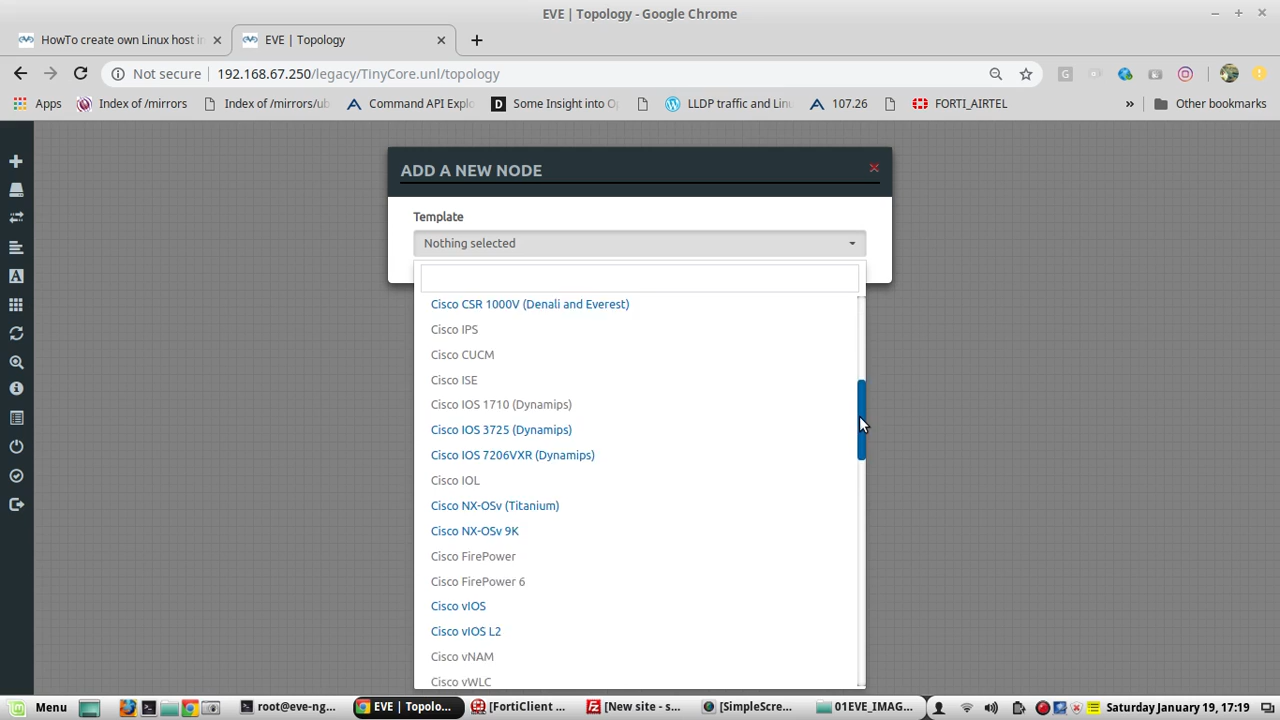 EVE | Topology - Google Chrome
HowTo create own Linux host in
EVE | Topology
Not secure
192.168.67.250/legacy/TinyCore.unl/topology
Apps
Index of /mirrors/
Index of /mirrors/ub
Command API Explo
Some Insight into Op
LLDP Traffic and Linu
107.26
FORTI_AIRTEL
»
Other bookmarks
ADD A NEW NODE
Template
Nothing selected
Cisco CSR 1000V (Denali and Everest)
Cisco IPS
Cisco CUCM
Cisco ISE
Cisco IOS 1710 (Dynamips)
Cisco IOS 3725 (Dynamips)
Cisco IOS 7206VXR (Dynamips)
Cisco IOL
Cisco NX-OSv (Titanium)
Cisco NX-OSv 9K
Cisco FirePower
Cisco FirePower 6
Cisco vIOS
Cisco vIOS L2
Cisco vNAM
Cisco vWLC
Menu
root@eve-ng...
EVE | Topolo...
[FortiClient ...
[New site - s...
[SimpleScre...
01EVE_IMAG...
Saturday January 19, 17:19